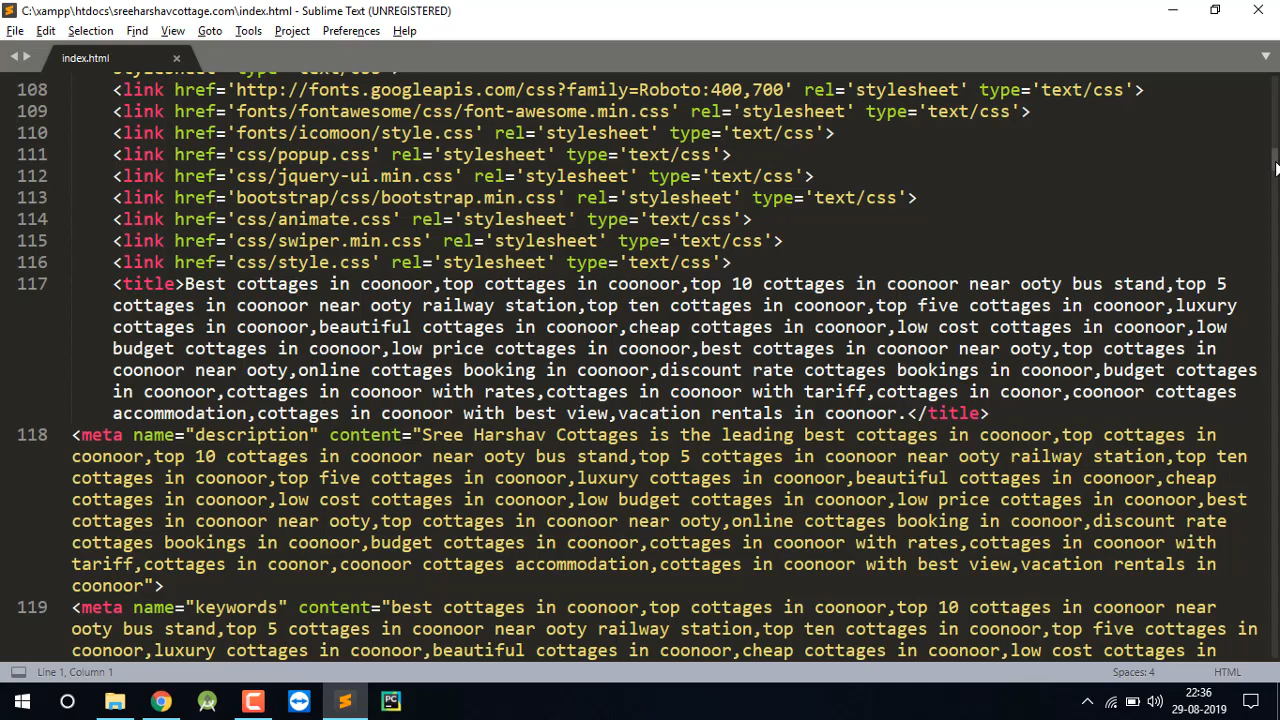 C:\xampp\htdocs\sreeharshavcottage.com\index.html - Sublime Text (UNREGISTERED)
File Edit Selection Find View Goto Tools Project Preferences Help
index.html
108 <link href='http://fonts.googleapis.com/css?family=Roboto:400,700' rel='stylesheet' type='text/css'>
109 <link href='fonts/fontawesome/css/font-awesome.min.css' rel='stylesheet' type='text/css'>
110 <link href='fonts/icomoon/style.css' rel='stylesheet' type='text/css'>
111 <link href='css/popup.css' rel='stylesheet' type='text/css'>
112 <link href='css/jquery-ui.min.css' rel='stylesheet' type='text/css'>
113 <link href='bootstrap/css/bootstrap.min.css' rel='stylesheet' type='text/css'>
114 <link href='css/animate.css' rel='stylesheet' type='text/css'>
115 <link href='css/swiper.min.css' rel='stylesheet' type='text/css'>
116 <link href='css/style.css' rel='stylesheet' type='text/css'>
117 <title>Best cottages in coonoor,top cottages in coonoor,top 10 cottages in coonoor near ooty bus stand,top 5
cottages in coonoor near ooty railway station,top ten cottages in coonoor,top five cottages in coonoor,luxury
cottages in coonoor,beautiful cottages in coonoor,cheap cottages in coonoor,low cost cottages in coonoor,low
budget cottages in coonoor,low price cottages in coonoor,best cottages in coonoor near ooty,top cottages in
coonoor near ooty,online cottages booking in coonoor,discount rate cottages bookings in coonoor,budget cottages
in coonoor,cottages in coonoor with rates,cottages in coonoor with tariff,cottages in coonor,coonoor cottages
accommodation,cottages in coonoor with best view,vacation rentals in coonoor.</title>
118 <meta name="description" content="Sree Harshav Cottages is the leading best cottages in coonoor,top cottages in
coonoor,top 10 cottages in coonoor near ooty bus stand,top 5 cottages in coonoor near ooty railway station,top ten
cottages in coonoor,top five cottages in coonoor,luxury cottages in coonoor,beautiful cottages in coonoor,cheap
cottages in coonoor,low cost cottages in coonoor,low budget cottages in coonoor,low price cottages in coonoor,best
cottages in coonoor near ooty,top cottages in coonoor near ooty,online cottages booking in coonoor,discount rate
cottages bookings in coonoor,budget cottages in coonoor,cottages in coonoor with rates,cottages in coonoor with
tariff,cottages in coonor,coonoor cottages accommodation,cottages in coonoor with best view,vacation rentals in
coonoor">
119 <meta name="keywords" content="best cottages in coonoor,top cottages in coonoor,top 10 cottages in coonoor near
ooty bus stand,top 5 cottages in coonoor near ooty railway station,top ten cottages in coonoor,top five cottages in
coonoor,luxury cottages in coonoor,beautiful cottages in coonoor,cheap cottages in coonoor,low cost cottages in
Line 1, Column 1 Spaces: 4 HTML
22:36
29-08-2019